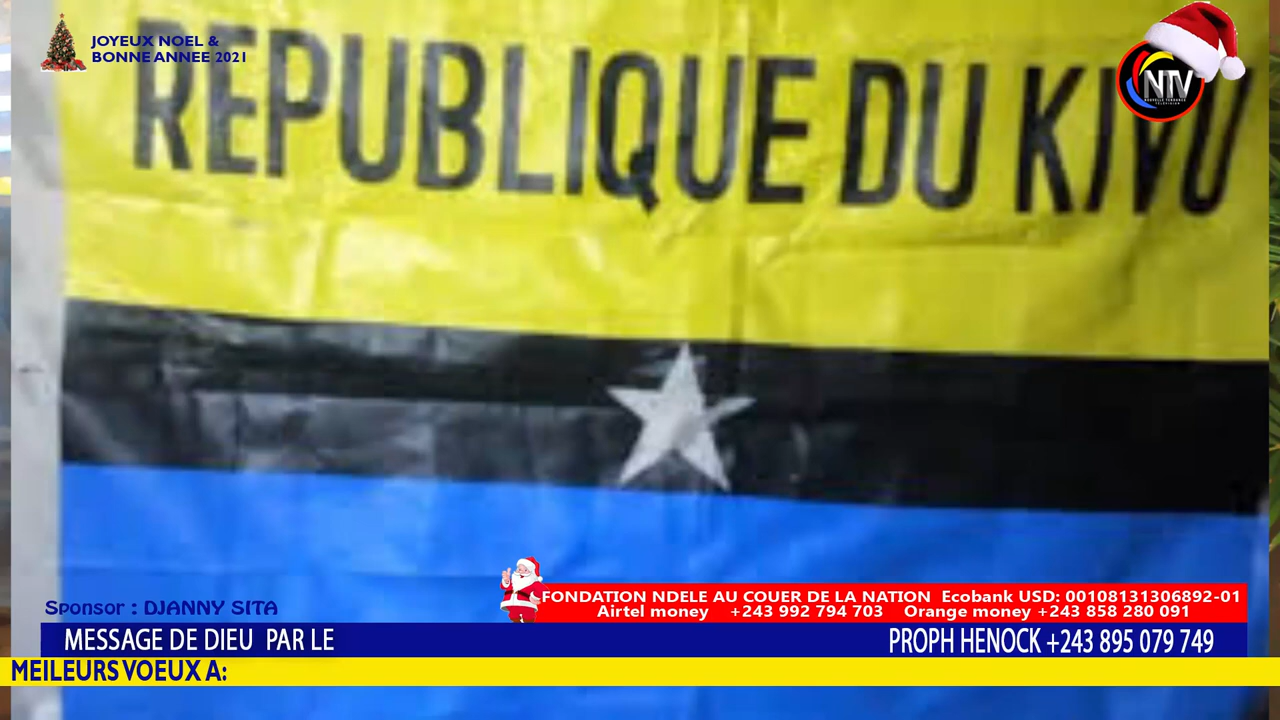 JOYEUX NOEL &
BONNE ANNEE 2021
NTV
REPUBLIQUE DU KIVU
Sponsor : DJANNY SITA
FONDATION NDELE AU COUER DE LA NATION Ecobank USD: 00108131306892-01
Airtel money +243 992 794 703 Orange money +243 858 280 091
MESSAGE DE DIEU PAR LE
PROPH HENOCK +243 895 079 749
MEILEURS VOEUX A: